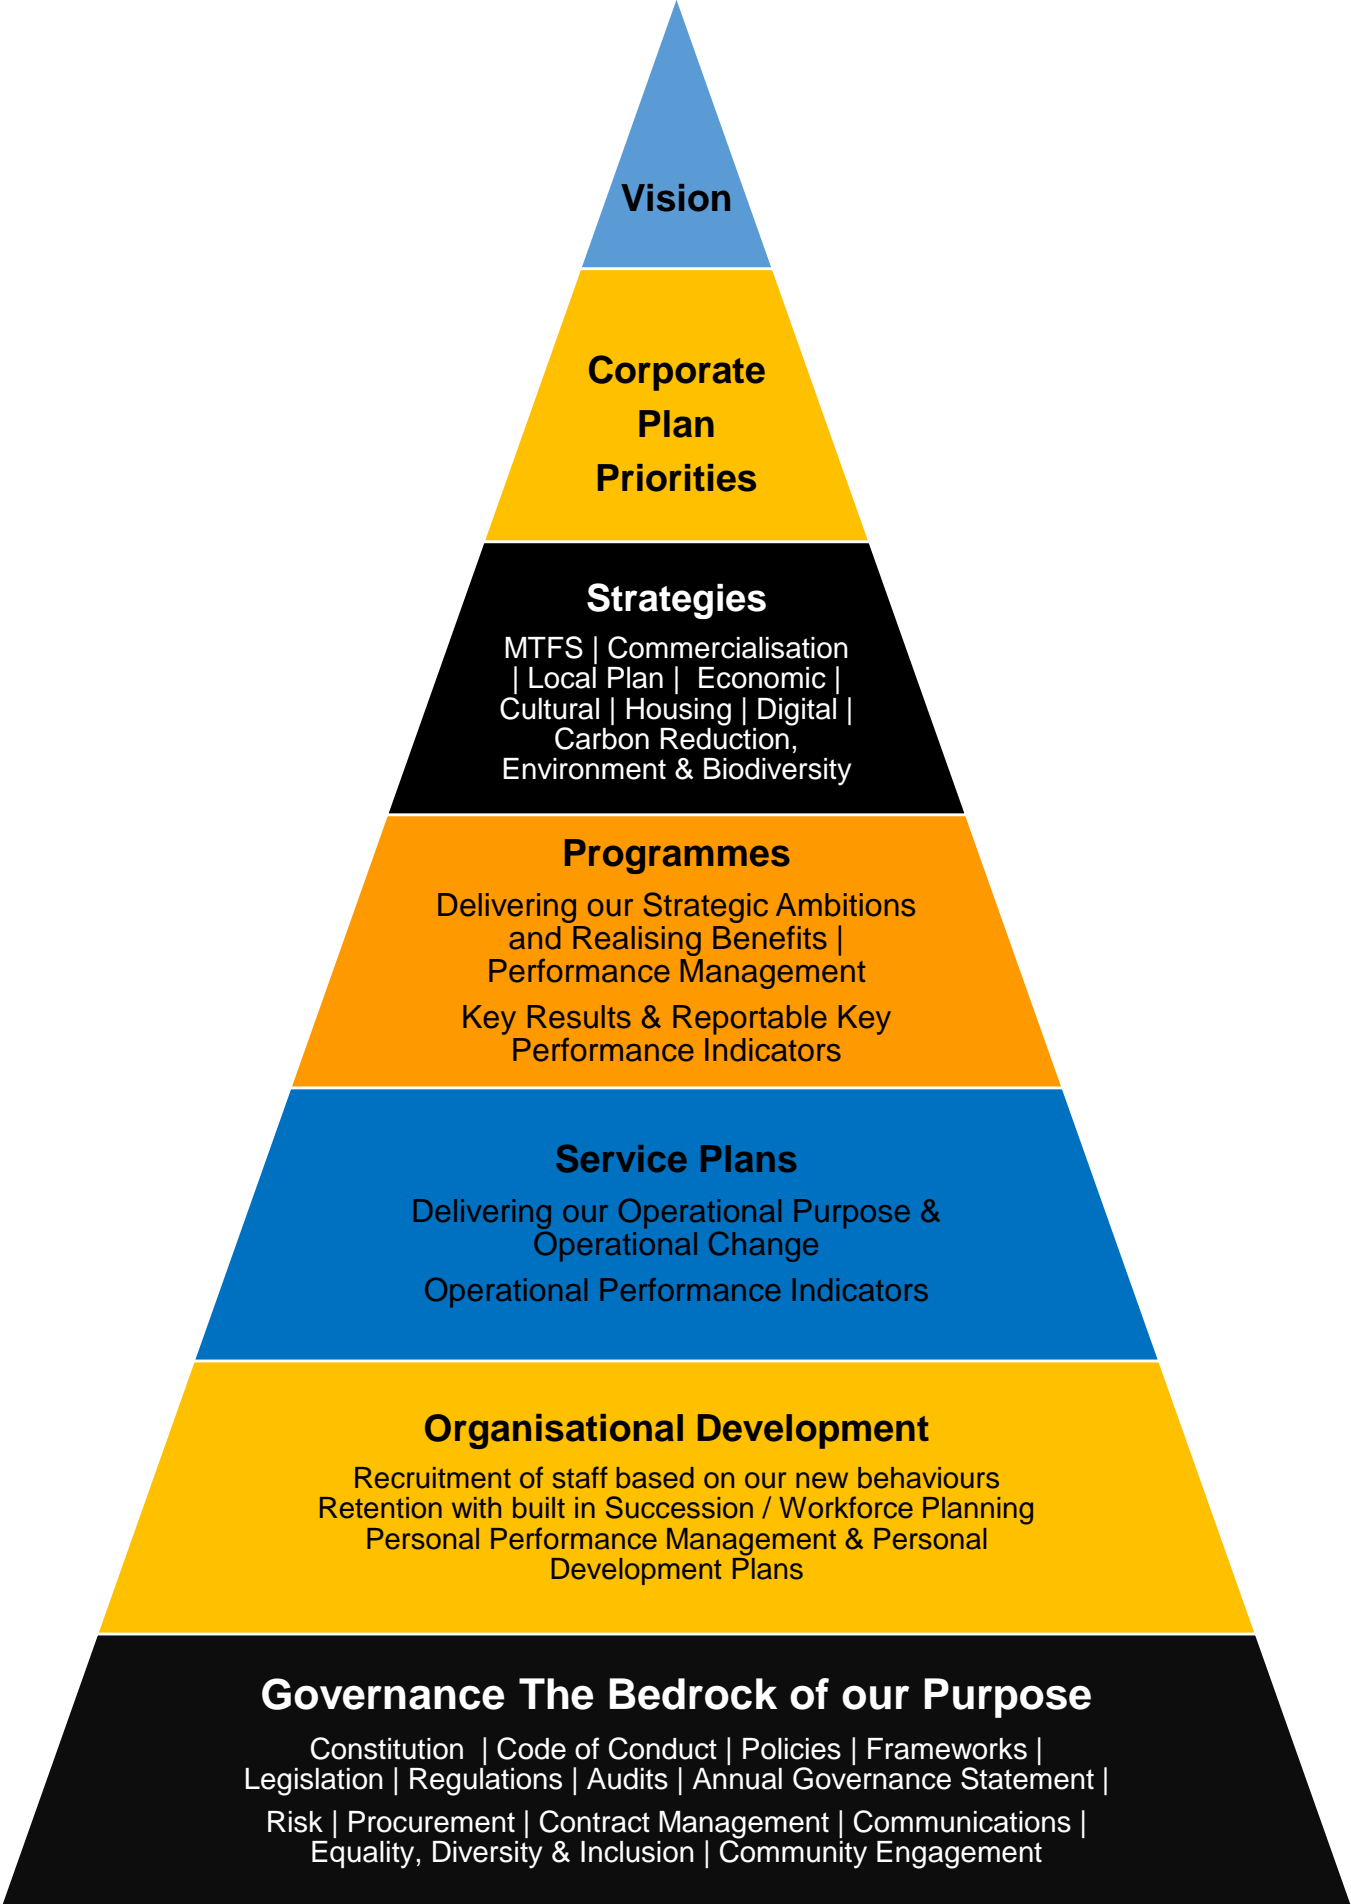 Vision
Corporate
Plan
Priorities
Strategies
MTFS | Commercialisation
| Local Plan |  Economic |
Cultural | Housing | Digital |
Carbon Reduction,
Environment & Biodiversity
Programmes
Delivering our Strategic Ambitions
and Realising Benefits |
Performance Management
Key Results & Reportable Key
Performance Indicators
Service Plans
Delivering our Operational Purpose &
Operational Change
Operational Performance Indicators
Organisational Development
Recruitment of staff based on our new behaviours
Retention with built in Succession / Workforce Planning
Personal Performance Management & Personal
Development Plans
Governance The Bedrock of our Purpose
Constitution  | Code of Conduct | Policies | Frameworks |
Legislation | Regulations | Audits | Annual Governance Statement |
Risk | Procurement | Contract Management | Communications |
Equality, Diversity & Inclusion | Community Engagement